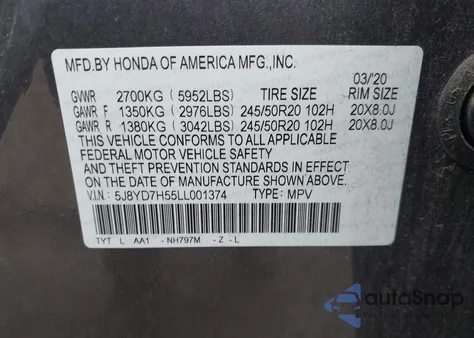 MFD.BY HONDA OF AMERICA MFG.,INC.
03/20
GVWR 2700KG ( 5952LBS) TIRE SIZE RIM SIZE
GAWR F 1350KG (2976LBS) 245/50R20 102H 20X8.0J
GAWR R 1380KG (3042LBS) 245/50R20 102H 20X8.0J
THIS VEHICLE CONFORMS TO ALL APPLICABLE
FEDERAL MOTOR VEHICLE SAFETY
AND THEFT PREVENTION STANDARDS IN EFFECT
ON THE DATE OF MANUFACTURE SHOWN ABOVE.
V.I.N.: 5J8YD7H55LL001374 TYPE: MPV
TYT L AA1 -NH797M -Z -L
autoSnap